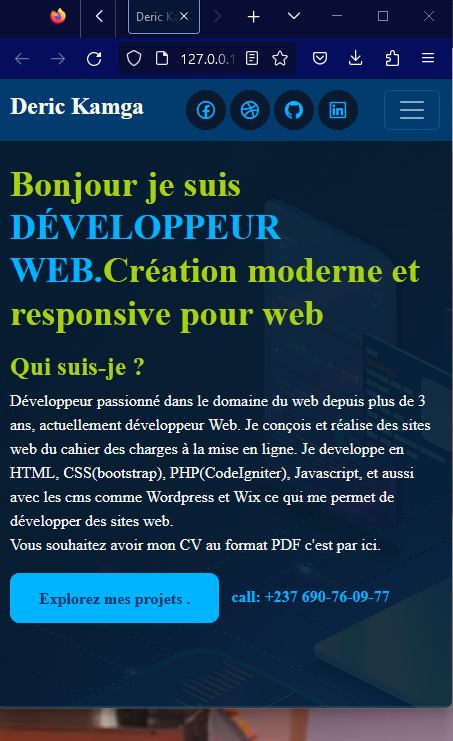 Deric Ka
127.0.0.1
Deric Kamga
Bonjour je suis
DÉVELOPPEUR
WEB.Création moderne et
responsive pour web
Qui suis-je ?
Développeur passionné dans le domaine du web depuis plus de 3
ans, actuellement développeur Web. Je conçois et réalise des sites
web du cahier des charges à la mise en ligne. Je developpe en
HTML, CSS(bootstrap), PHP(CodeIgniter), Javascript, et aussi
avec les cms comme Wordpress et Wix ce qui me permet de
développer des sites web.
Vous souhaitez avoir mon CV au format PDF c'est par ici.
Explorez mes projets .
call: +237 690-76-09-77